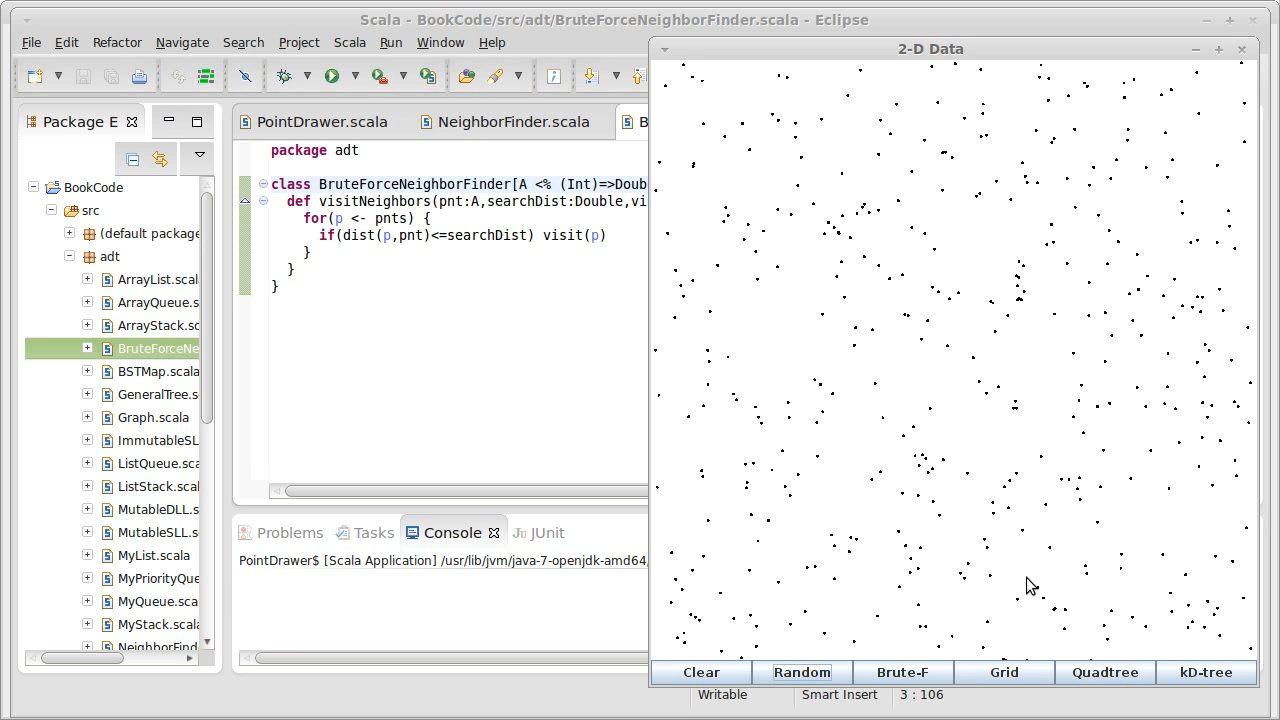 Scala - BookCode/src/adt/BruteForceNeighborFinder.scala - Eclipse
File Edit Refactor Navigate Search Project Scala Run Window Help
2-D Data
Package E
PointDrawer.scala
NeighborFinder.scala
B
package adt
class BruteForceNeighborFinder[A <% (Int)=>Doub
def visitNeighbors(pnt:A,searchDist:Double,vi
for(p <- pnts) {
if(dist(p,pnt)<=searchDist) visit(p)
}
}
}
BookCode
src
(default package
adt
ArrayList.scal
ArrayQueue.s
ArrayStack.sc
BruteForceNe
BSTMap.scala
GeneralTree.s
Graph.scala
ImmutableSL
ListQueue.sca
ListStack.scal
MutableDLL.s
MutableSLL.s
MyList.scala
MyPriorityQue
MyQueue.sca
MyStack.scala
NeighborFind
Problems Tasks Console JUnit
PointDrawer$ [Scala Application] /usr/lib/jvm/java-7-openjdk-amd64,
Clear Random Brute-F Grid Quadtree kD-tree
Writable Smart Insert 3 : 106